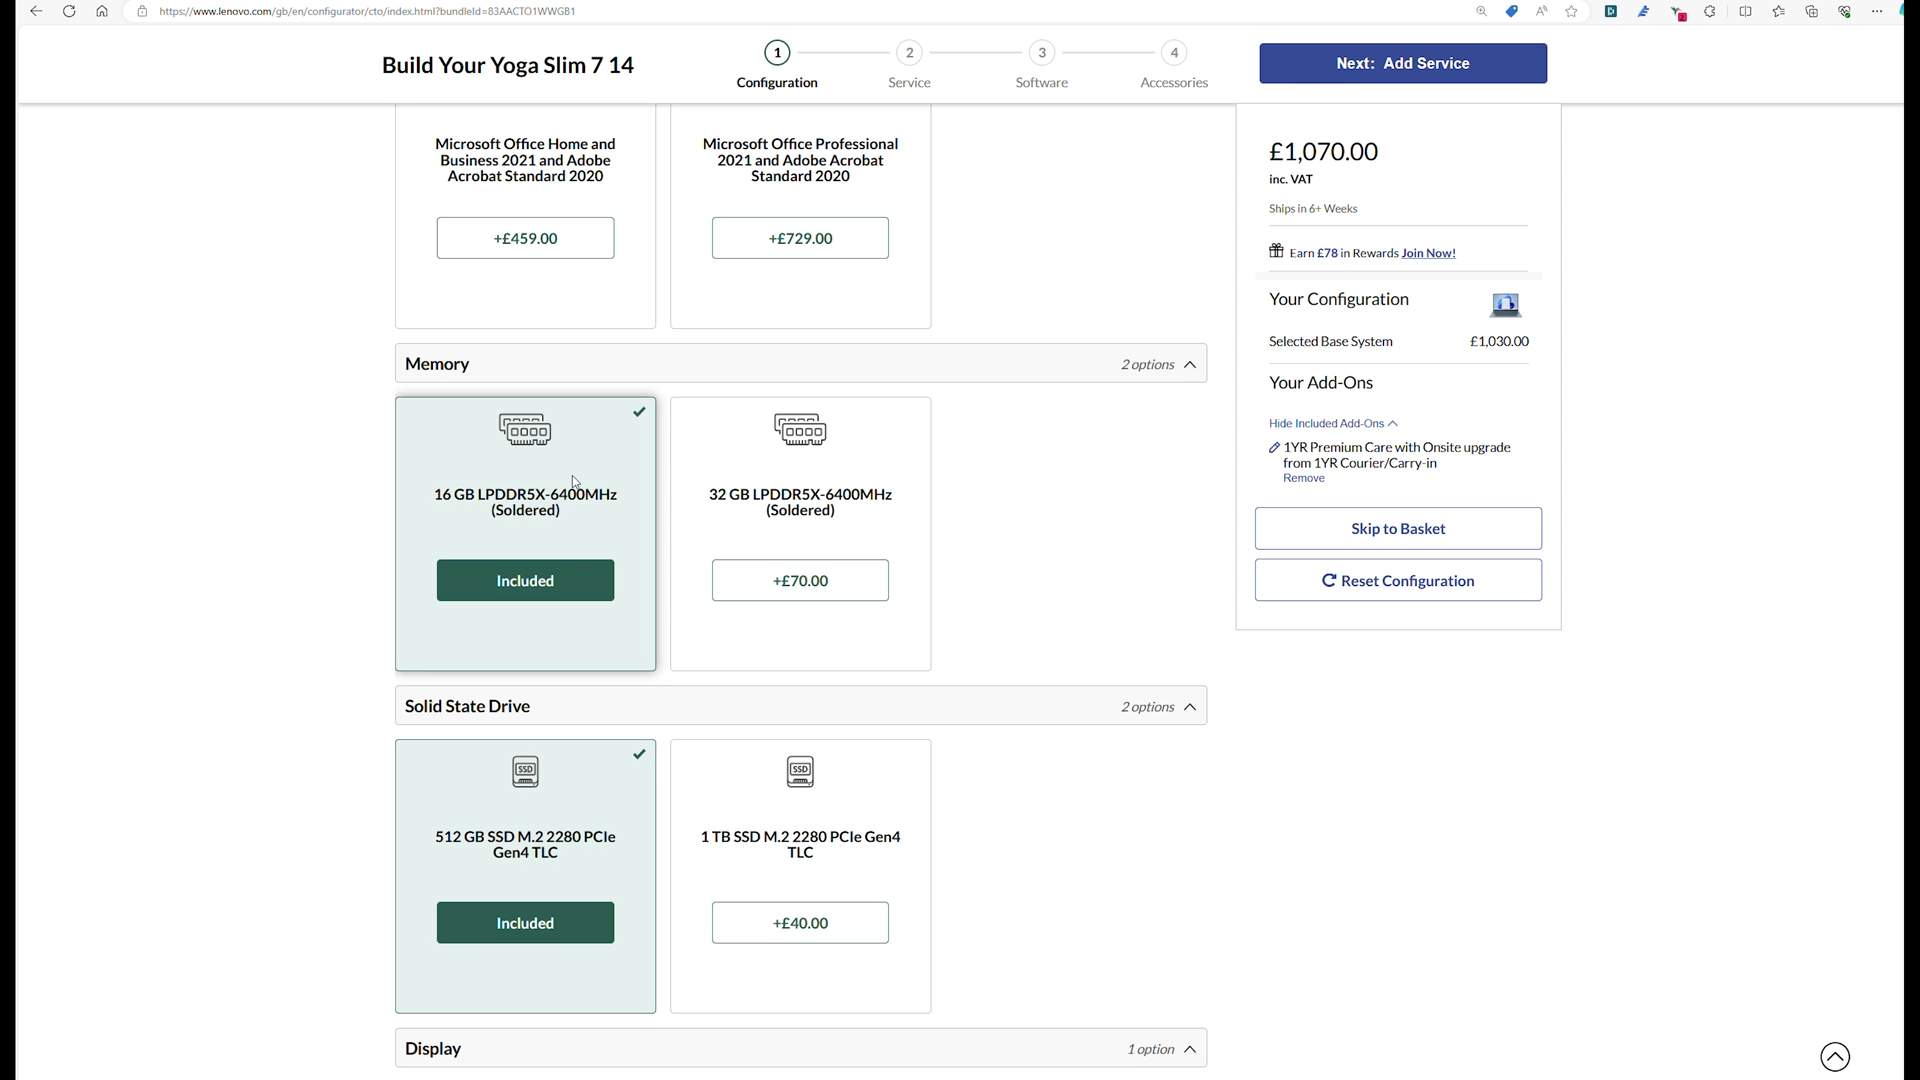 https://www.lenovo.com/gb/en/configurator/cto/index.html?bundleId=83AACTO1WWGB1
Build Your Yoga Slim 7 14
1
2
3
4
Configuration
Service
Software
Accessories
Next: Add Service
Microsoft Office Home and
Business 2021 and Adobe
Acrobat Standard 2020
+£459.00
Microsoft Office Professional
2021 and Adobe Acrobat
Standard 2020
+£729.00
Memory
2 options
16 GB LPDDR5X-6400MHz
(Soldered)
Included
32 GB LPDDR5X-6400MHz
(Soldered)
+£70.00
Solid State Drive
2 options
SSD
512 GB SSD M.2 2280 PCIe
Gen4 TLC
Included
SSD
1 TB SSD M.2 2280 PCIe Gen4
TLC
+£40.00
Display
1 option
£1,070.00
inc. VAT
Ships in 6+ Weeks
Earn £78 in Rewards Join Now!
Your Configuration
Selected Base System £1,030.00
Your Add-Ons
Hide Included Add-Ons
1YR Premium Care with Onsite upgrade
from 1YR Courier/Carry-in
Remove
Skip to Basket
Reset Configuration